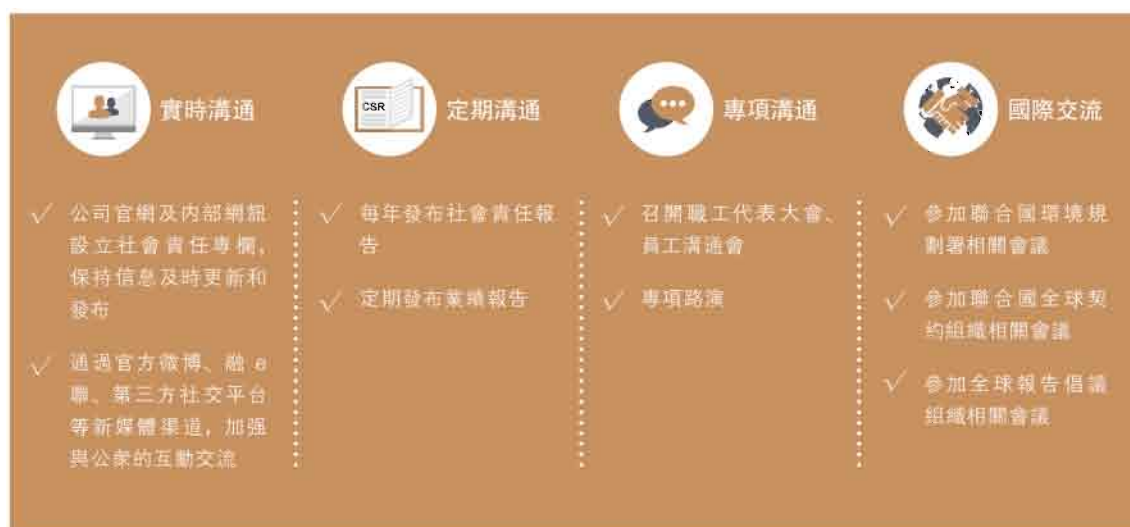 實時溝通
√ 公司官網及内部網訊
設立社會責任專欄，
保持信息及時更新和
發布
√ 通過官方微博、融 e
聯、第三方社交平台
等新媒體渠道，加强
與公衆的互動交流
CSR
定期溝通
√ 每年發布社會責任報
告
√ 定期發布業績報告
專項溝通
√ 召開職工代表大會、
員工溝通會
√ 專項路演
國際交流
√ 參加聯合國環境規
劃署相關會議
√ 參加聯合國全球契
約組織相關會議
√ 參加全球報告倡議
組織相關會議